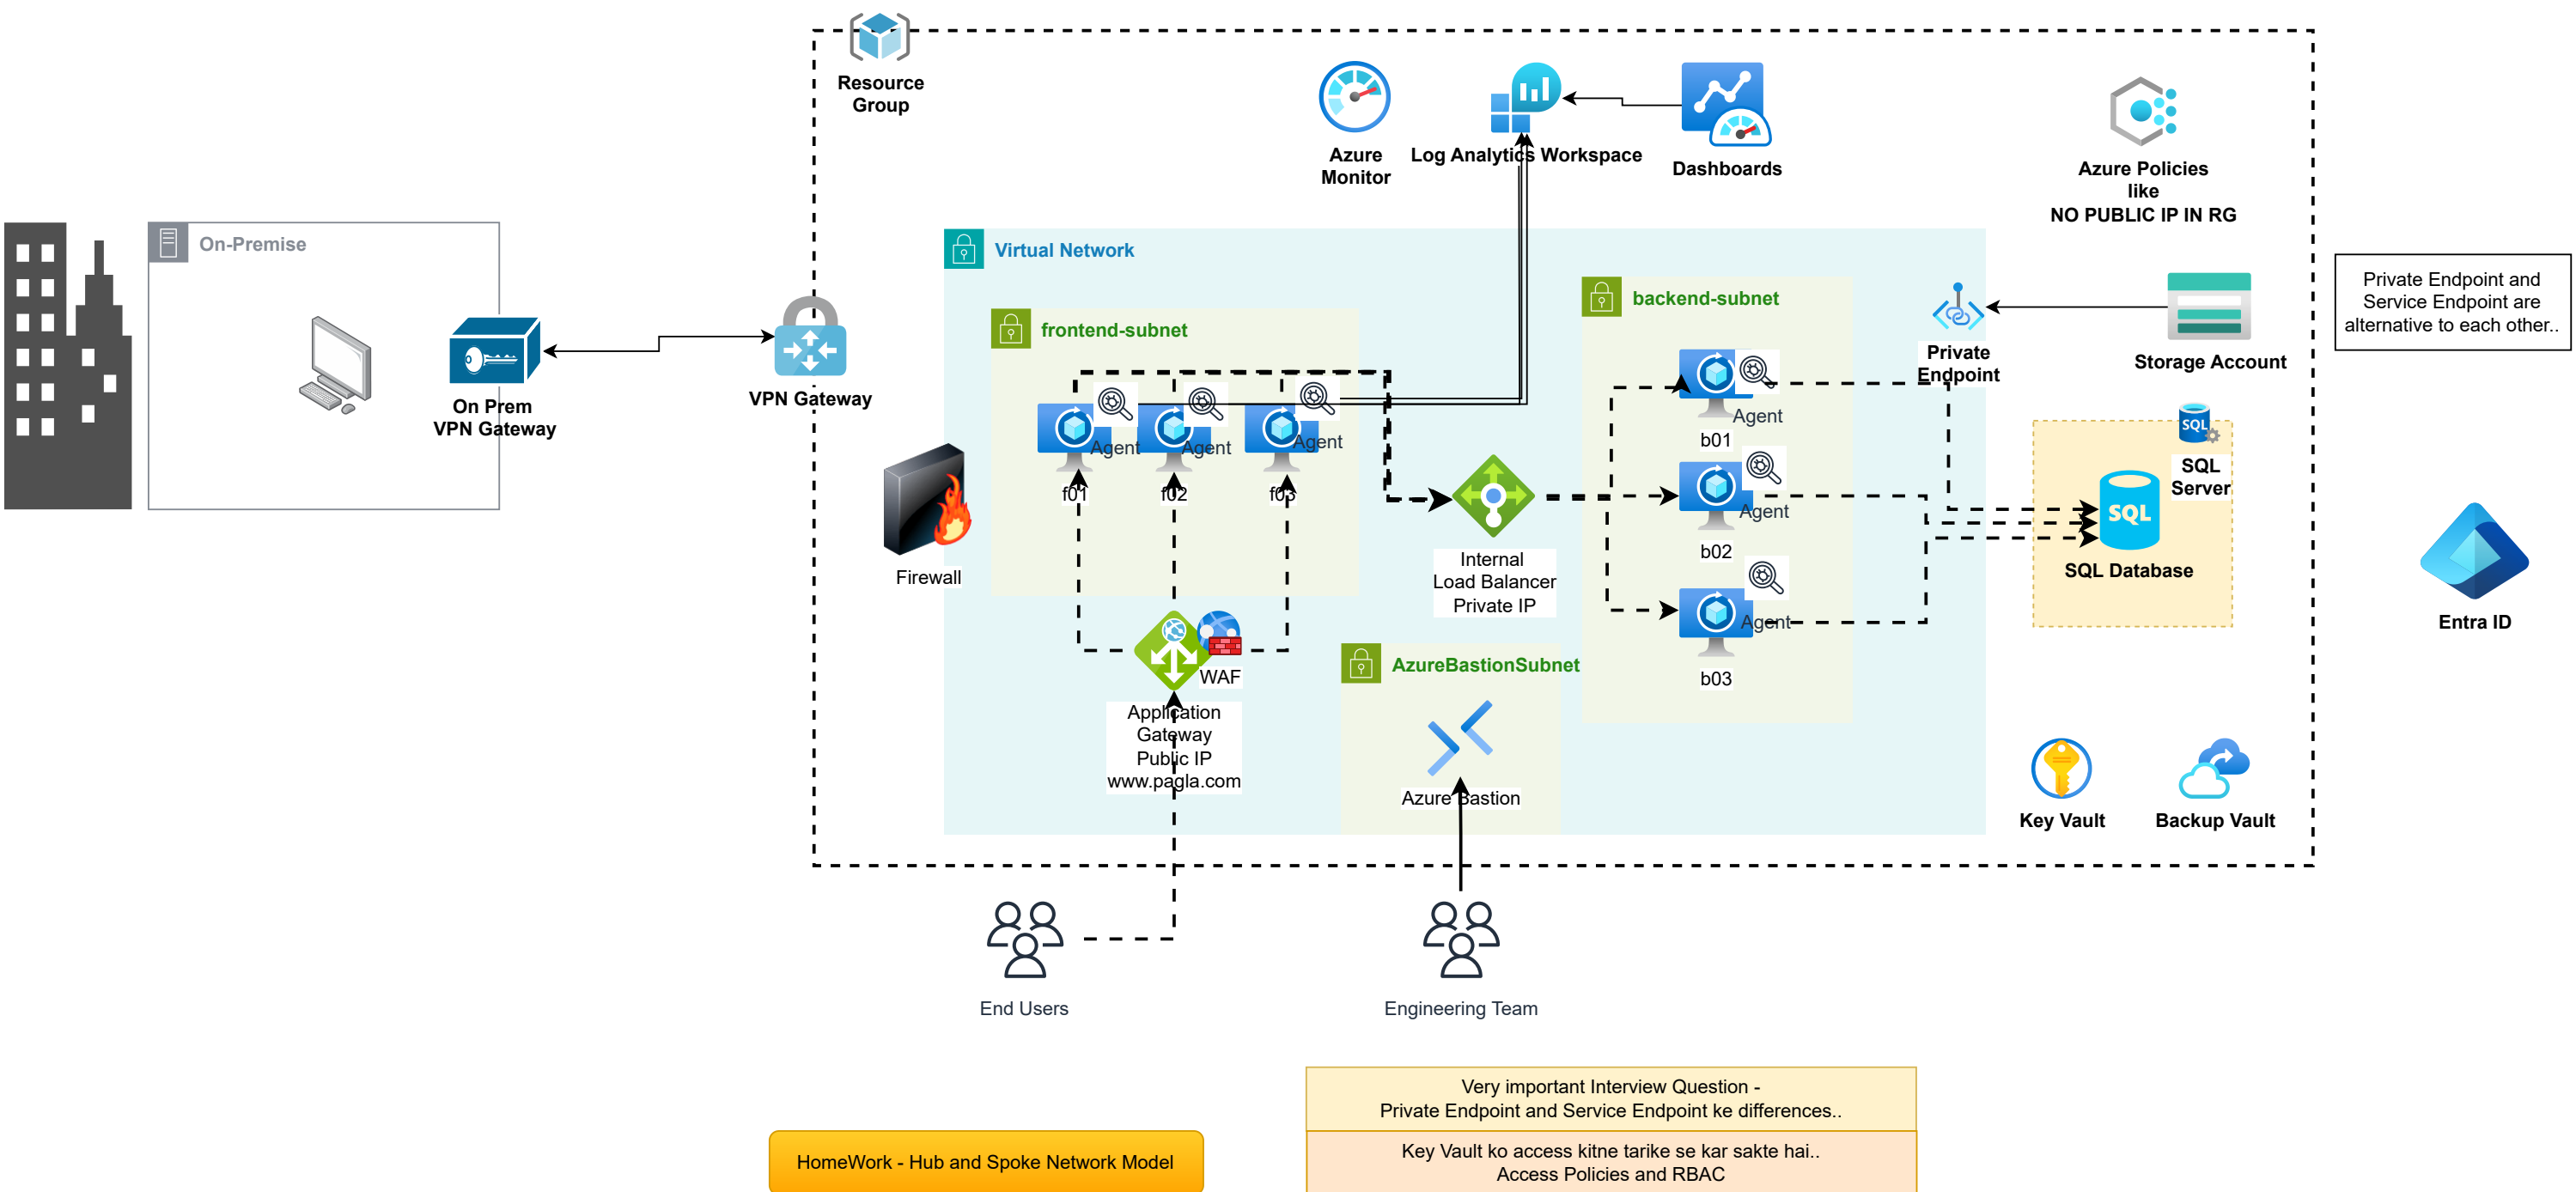 Resource
Group
Azure
Monitor
Log Analytics Workspace
Dashboards
Azure Policies
like
NO PUBLIC IP IN RG
On-Premise
On Prem
VPN Gateway
VPN Gateway
Firewall
Virtual Network
frontend-subnet
Agent
Agent
Agent
f01
f02
f03
WAF
Application
Gateway
Public IP
www.pagla.com
Internal
Load Balancer
Private IP
AzureBastionSubnet
Azure Bastion
backend-subnet
Agent
b01
Agent
b02
Agent
b03
Private
Endpoint
Storage Account
Private Endpoint and
Service Endpoint are
alternative to each other..
SQL
SQL
Server
SQL
SQL Database
Entra ID
Key Vault
Backup Vault
End Users
Engineering Team
Very important Interview Question -
Private Endpoint and Service Endpoint ke differences..
HomeWork - Hub and Spoke Network Model
Key Vault ko access kitne tarike se kar sakte hai..
Access Policies and RBAC